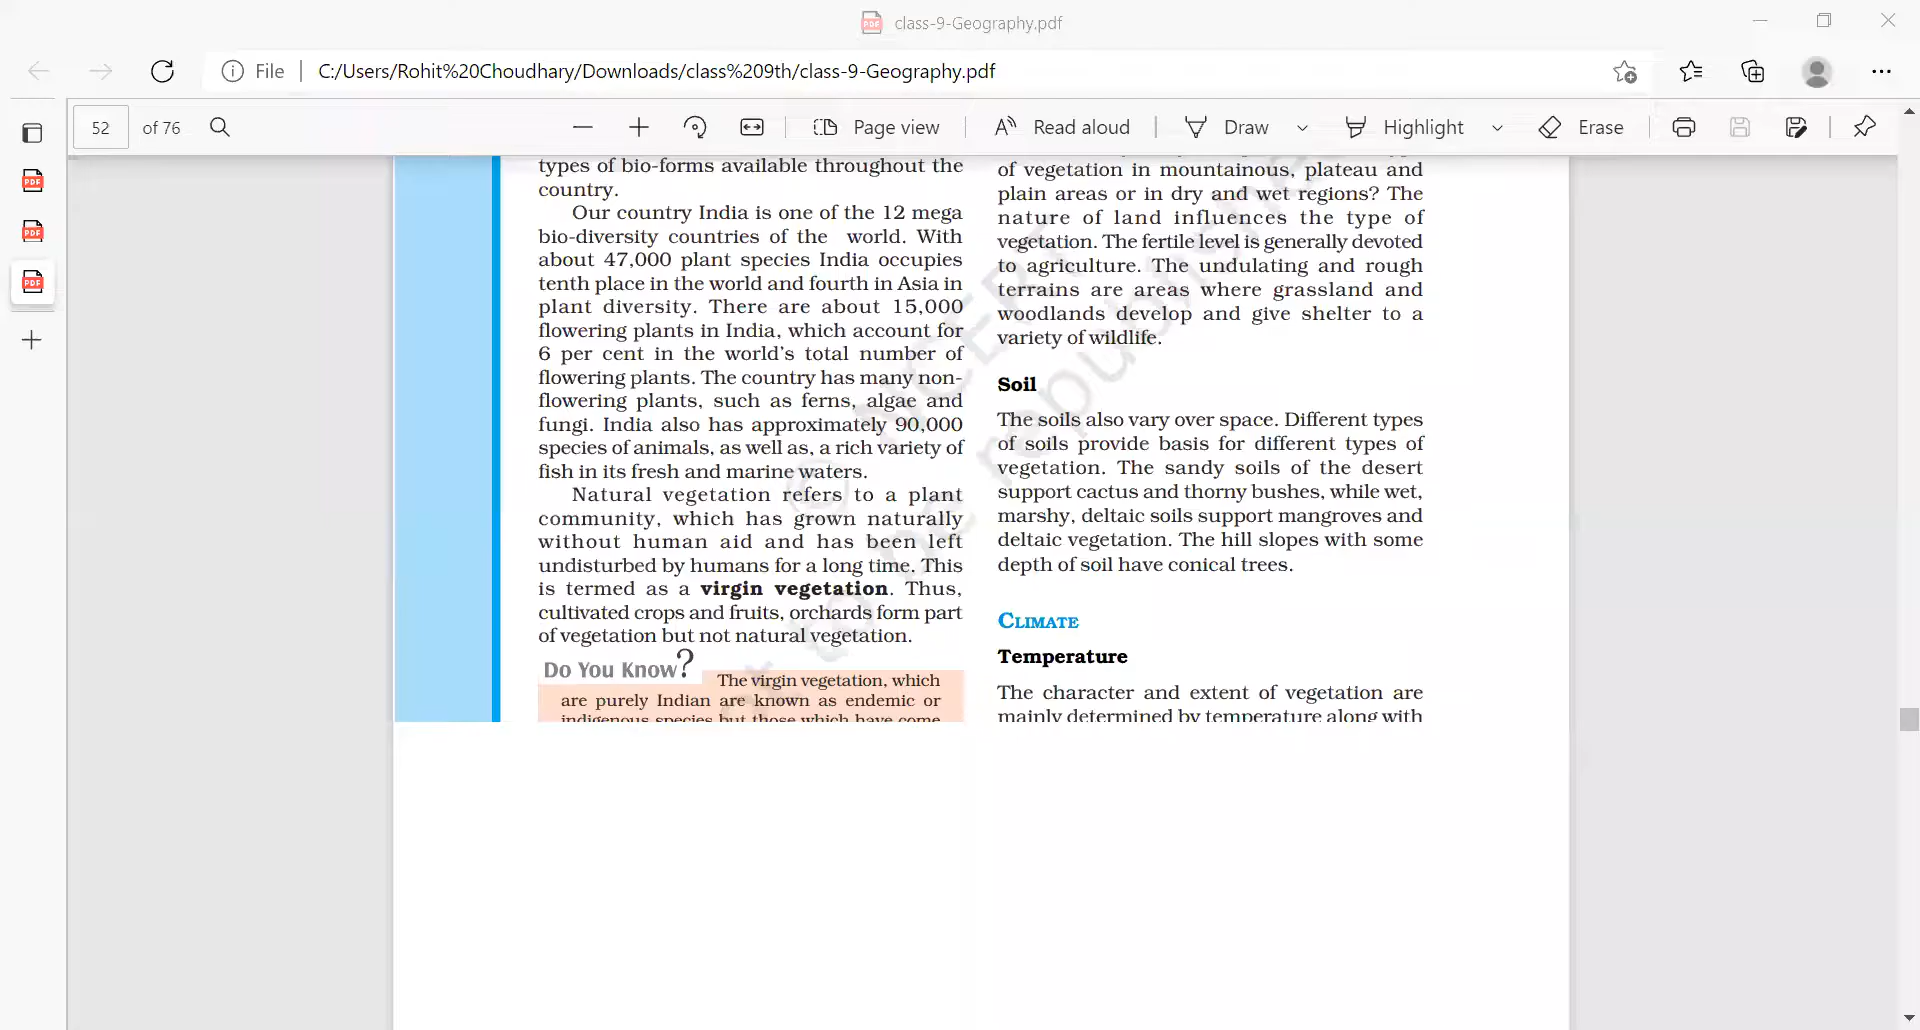 class-9-Geography.pdf
File C:/Users/Rohit%20Choudhary/Downloads/class%209th/class-9-Geography.pdf
52 of 76 Page view Read aloud Draw Highlight Erase
types of bio-forms available throughout the
country.
Our country India is one of the 12 mega
bio-diversity countries of the world. With
about 47,000 plant species India occupies
tenth place in the world and fourth in Asia in
plant diversity. There are about 15,000
flowering plants in India, which account for
6 per cent in the world's total number of
flowering plants. The country has many non-
flowering plants, such as ferns, algae and
fungi. India also has approximately 90,000
species of animals, as well as, a rich variety of
fish in its fresh and marine waters.
Natural vegetation refers to a plant
community, which has grown naturally
without human aid and has been left
undisturbed by humans for a long time. This
is termed as a virgin vegetation. Thus,
cultivated crops and fruits, orchards form part
of vegetation but not natural vegetation.
Do You Know?
The virgin vegetation, which
are purely Indian are known as endemic or
indigenous species but those which have come
of vegetation in mountainous, plateau and
plain areas or in dry and wet regions? The
nature of land influences the type of
vegetation. The fertile level is generally devoted
to agriculture. The undulating and rough
terrains are areas where grassland and
woodlands develop and give shelter to a
variety of wildlife.
Soil
The soils also vary over space. Different types
of soils provide basis for different types of
vegetation. The sandy soils of the desert
support cactus and thorny bushes, while wet,
marshy, deltaic soils support mangroves and
deltaic vegetation. The hill slopes with some
depth of soil have conical trees.
CLIMATE
Temperature
The character and extent of vegetation are
mainly determined by temperature along with
© NCERT
not to be republished